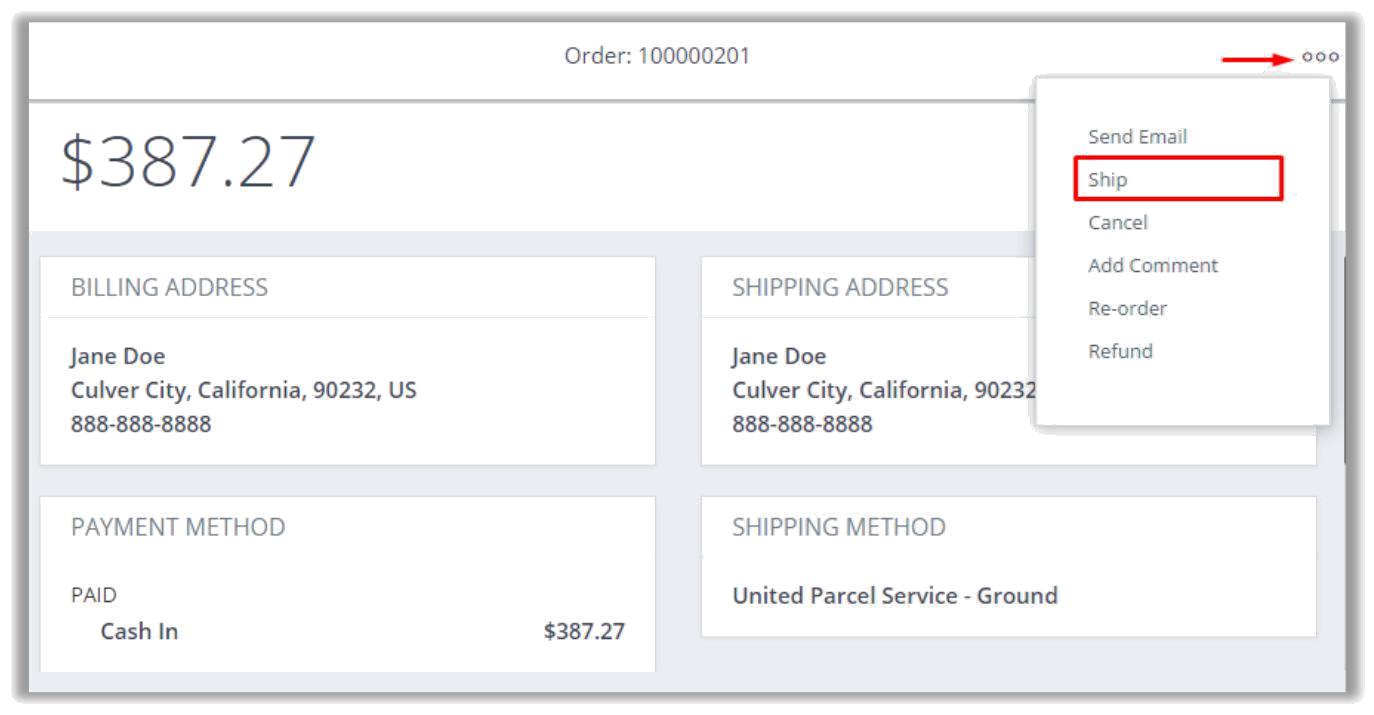 Order: 100000201
$387.27
Send Email
Ship
Cancel
Add Comment
Re-order
Refund
BILLING ADDRESS
Jane Doe
Culver City, California, 90232, US
888-888-8888
SHIPPING ADDRESS
Jane Doe
Culver City, California, 90232
888-888-8888
PAYMENT METHOD
PAID
Cash In $387.27
SHIPPING METHOD
United Parcel Service - Ground